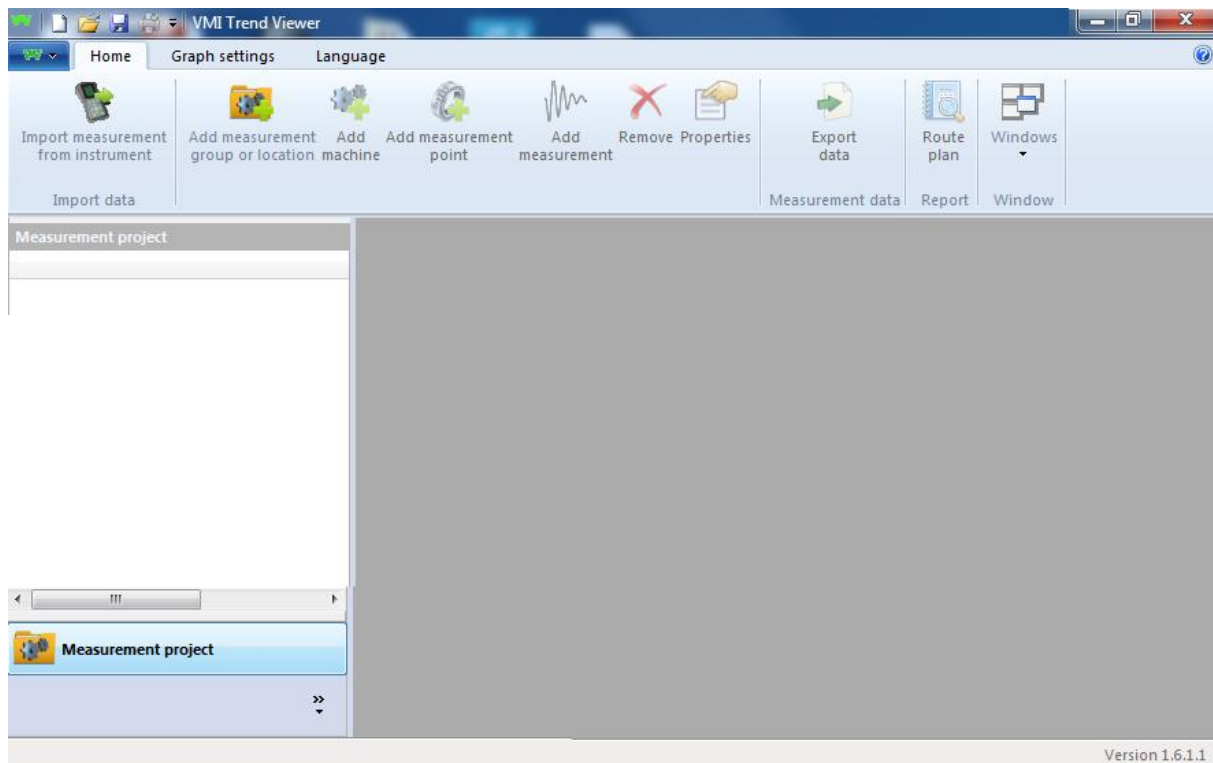 VMI Trend Viewer
Home Graph settings Language
Import measurement
from instrument
Add measurement
group or location
Add
machine
Add measurement
point
Add
measurement
Remove
Properties
Export
data
Route
plan
Windows
Import data
Measurement data
Report
Window
Measurement project
Measurement project
Version 1.6.1.1